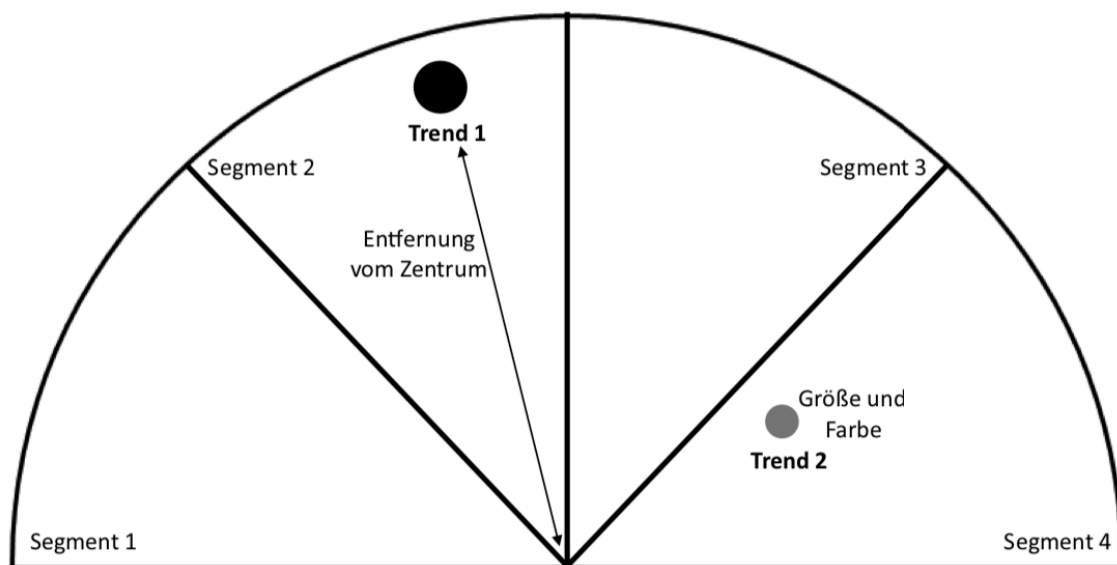 Trend 1
Segment 2
Segment 3
Entfernung
vom Zentrum
Größe und
Farbe
Trend 2
Segment 1
Segment 4